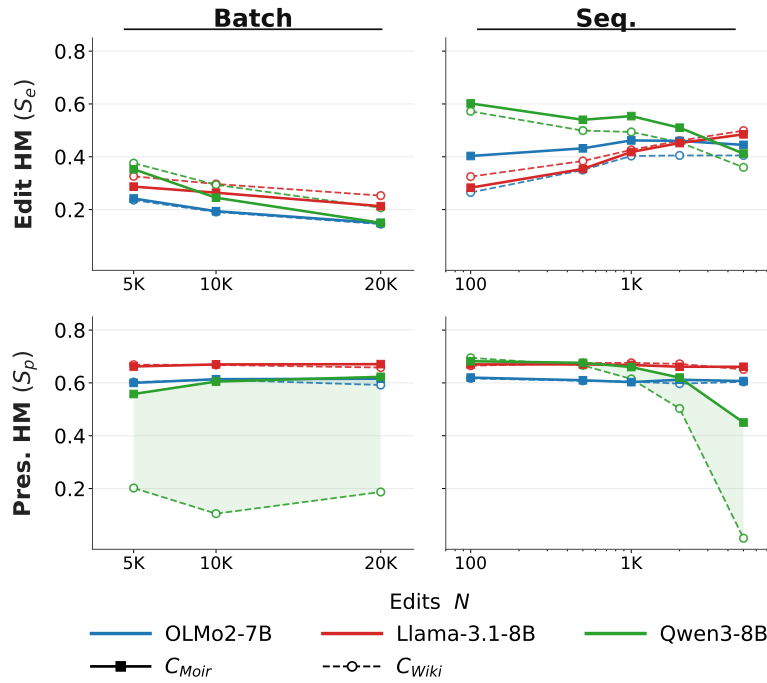 Batch
Seq.
Edit HM (S_e)
0.8
0.6
0.4
0.2
5K 10K 20K
100 1K
Pres. HM (S_p)
0.8
0.6
0.4
0.2
5K 10K 20K
100 1K
Edits N
OLMo2-7B Llama-3.1-8B Qwen3-8B
C_Moir C_Wiki